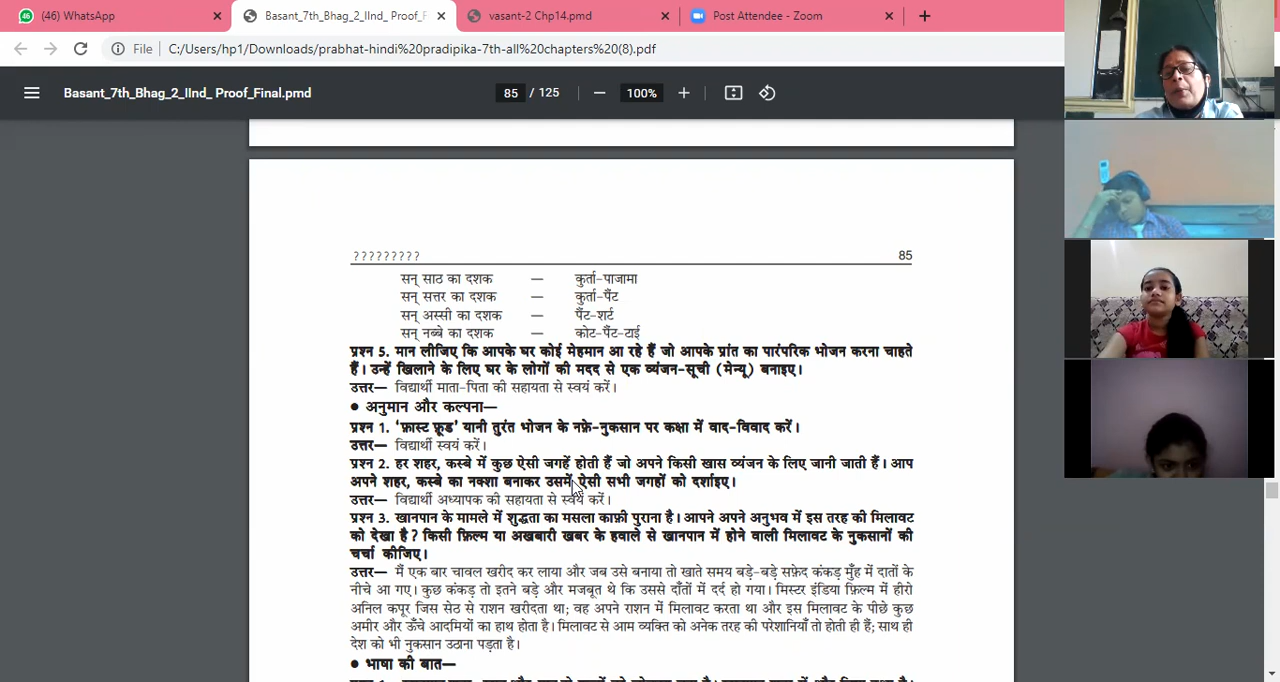 (46) WhatsApp
Basant_7th_Bhag_2_IInd_ Proof_F
vasant-2 Chp14.pmd
Post Attendee - Zoom
File
C:/Users/hp1/Downloads/prabhat-hindi%20pradipika-7th-all%20chapters%20(8).pdf
Basant_7th_Bhag_2_IInd_ Proof_Final.pmd
85 / 125
100%
????????? 85
सन् साठ का दशक — कुर्ता-पाजामा
सन् सत्तर का दशक — कुर्ता-पैंट
सन् अस्सी का दशक — पैंट-शर्ट
सन् नब्बे का दशक — कोट-पैंट-टाई
प्रश्न 5. मान लीजिए कि आपके घर कोई मेहमान आ रहे हैं जो आपके प्रांत का पारंपरिक भोजन करना चाहते
हैं। उन्हें खिलाने के लिए घर के लोगों की मदद से एक व्यंजन-सूची (मेन्यू) बनाइए।
उत्तर— विद्यार्थी माता-पिता की सहायता से स्वयं करें।
• अनुमान और कल्पना—
प्रश्न 1. ‘फ़ास्ट फ़ूड’ यानी तुरंत भोजन के नफ़े-नुकसान पर कक्षा में वाद-विवाद करें।
उत्तर— विद्यार्थी स्वयं करें।
प्रश्न 2. हर शहर, कस्बे में कुछ ऐसी जगहें होती हैं जो अपने किसी खास व्यंजन के लिए जानी जाती हैं। आप
अपने शहर, कस्बे का नक्शा बनाकर उसमें ऐसी सभी जगहों को दर्शाइए।
उत्तर— विद्यार्थी अध्यापक की सहायता से स्वयं करें।
प्रश्न 3. खानपान के मामले में शुद्धता का मसला काफ़ी पुराना है। आपने अपने अनुभव में इस तरह की मिलावट
को देखा है? किसी फ़िल्म या अखबारी खबर के हवाले से खानपान में होने वाली मिलावट के नुकसानों की
चर्चा कीजिए।
उत्तर— मैं एक बार चावल खरीद कर लाया और जब उसे बनाया तो खाते समय बड़े-बड़े सफ़ेद कंकड़ मुँह में दातों के
नीचे आ गए। कुछ कंकड़ तो इतने बड़े और मजबूत थे कि उससे दाँतों में दर्द हो गया। मिस्टर इंडिया फ़िल्म में हीरो
अनिल कपूर जिस सेठ से राशन खरीदता था; वह अपने राशन में मिलावट करता था और इस मिलावट के पीछे कुछ
अमीर और ऊँचे आदमियों का हाथ होता है। मिलावट से आम व्यक्ति को अनेक तरह की परेशानियाँ तो होती ही हैं; साथ ही
देश को भी नुकसान उठाना पड़ता है।
• भाषा की बात—